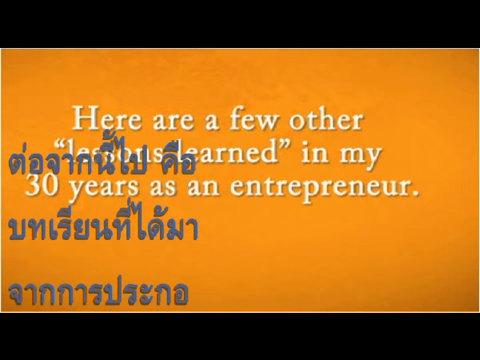 Here are a few other
“lessons learned” in my
30 years as an entrepreneur.
ต่อจากนี้ไป คือ
บทเรียนที่ได้มา
จากการประกอ